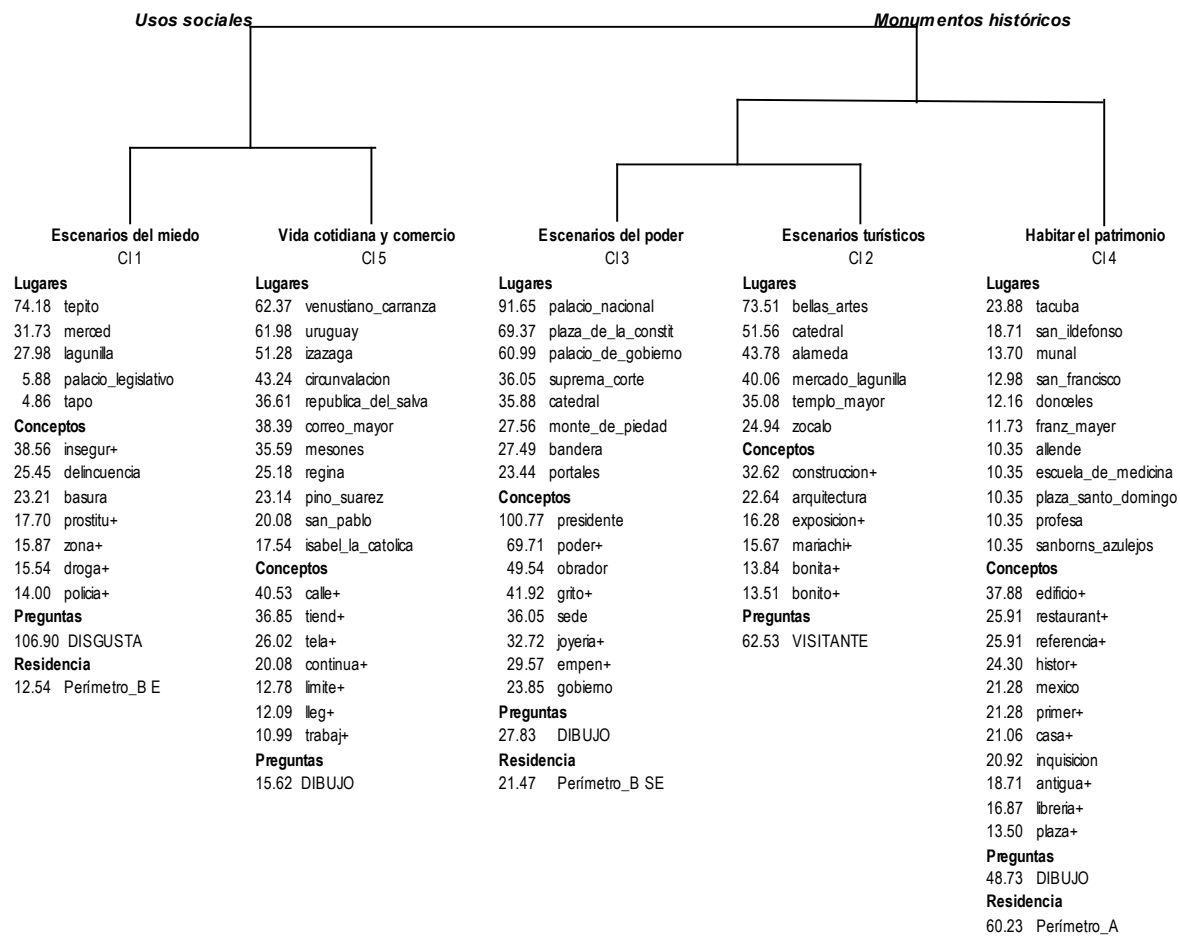 Usos sociales
Monumentos históricos
Escenarios del miedo
Cl 1
Lugares
74.18 tepito
31.73 merced
27.98 lagunilla
5.88 palacio_legislativo
4.86 tapo
Conceptos
38.56 insegur+
25.45 delincuencia
23.21 basura
17.70 prostitu+
15.87 zona+
15.54 droga+
14.00 policia+
Preguntas
106.90 DISGUSTA
Residencia
12.54 Perímetro_B E
Vida cotidiana y comercio
Cl 5
Lugares
62.37 venustiano_carranza
61.98 uruguay
51.28 izazaga
43.24 circunvalacion
36.61 republica_del_salva
38.39 correo_mayor
35.59 mesones
25.18 regina
23.14 pino_suarez
20.08 san_pablo
17.54 isabel_la_catolica
Conceptos
40.53 calle+
36.85 tiend+
26.02 tela+
20.08 continua+
12.78 limite+
12.09 lleg+
10.99 trabaj+
Preguntas
15.62 DIBUJO
Escenarios del poder
Cl 3
Lugares
91.65 palacio_nacional
69.37 plaza_de_la_constit
60.99 palacio_de_gobierno
36.05 suprema_corte
35.88 catedral
27.56 monte_de_piedad
27.49 bandera
23.44 portales
Conceptos
100.77 presidente
69.71 poder+
49.54 obrador
41.92 grito+
36.05 sede
32.72 joyeria+
29.57 empen+
23.85 gobierno
Preguntas
27.83 DIBUJO
Residencia
21.47 Perímetro_B SE
Escenarios turísticos
Cl 2
Lugares
73.51 bellas_artes
51.56 catedral
43.78 alameda
40.06 mercado_lagunilla
35.08 templo_mayor
24.94 zocalo
Conceptos
32.62 construccion+
22.64 arquitectura
16.28 exposicion+
15.67 mariachi+
13.84 bonita+
13.51 bonito+
Preguntas
62.53 VISITANTE
Habitar el patrimonio
Cl 4
Lugares
23.88 tacuba
18.71 san_ildefonso
13.70 munal
12.98 san_francisco
12.16 donceles
11.73 franz_mayer
10.35 allende
10.35 escuela_de_medicina
10.35 plaza_santo_domingo
10.35 profesa
10.35 sanborns_azulejos
Conceptos
37.88 edificio+
25.91 restaurant+
25.91 referencia+
24.30 histor+
21.28 mexico
21.28 primer+
21.06 casa+
20.92 inquisicion
18.71 antigua+
16.87 libreria+
13.50 plaza+
Preguntas
48.73 DIBUJO
Residencia
60.23 Perímetro_A